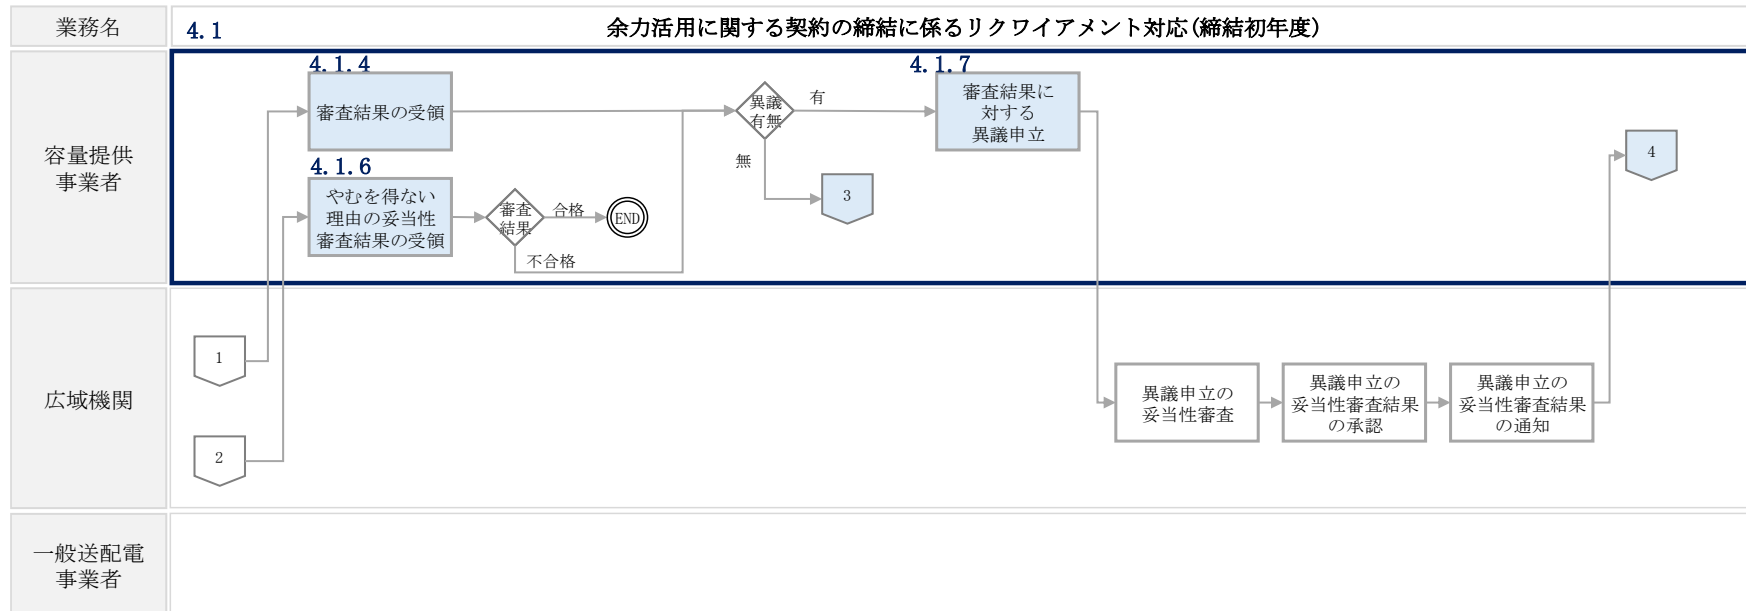 業務名
4.1
余力活用に関する契約の締結に係るリクワイアメント対応(締結初年度)
容量提供
事業者
4.1.4
審査結果の受領
4.1.6
やむを得ない
理由の妥当性
審査結果の受領
審査
結果
合格
END
不合格
異議
有無
有
無
3
4.1.7
審査結果に
対する
異議申立
4
広域機関
1
2
異議申立の
妥当性審査
異議申立の
妥当性審査結果
の承認
異議申立の
妥当性審査結果
の通知
一般送配電
事業者